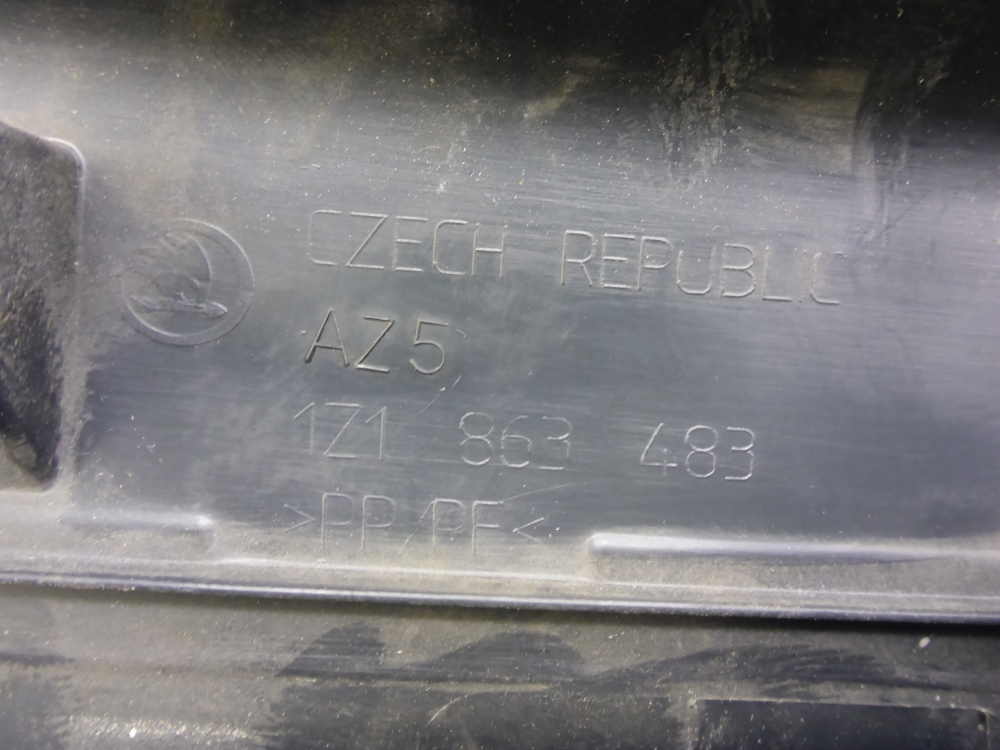 CZECH REPUBLIC
AZ5
1Z1 863 483
>PP/PE<